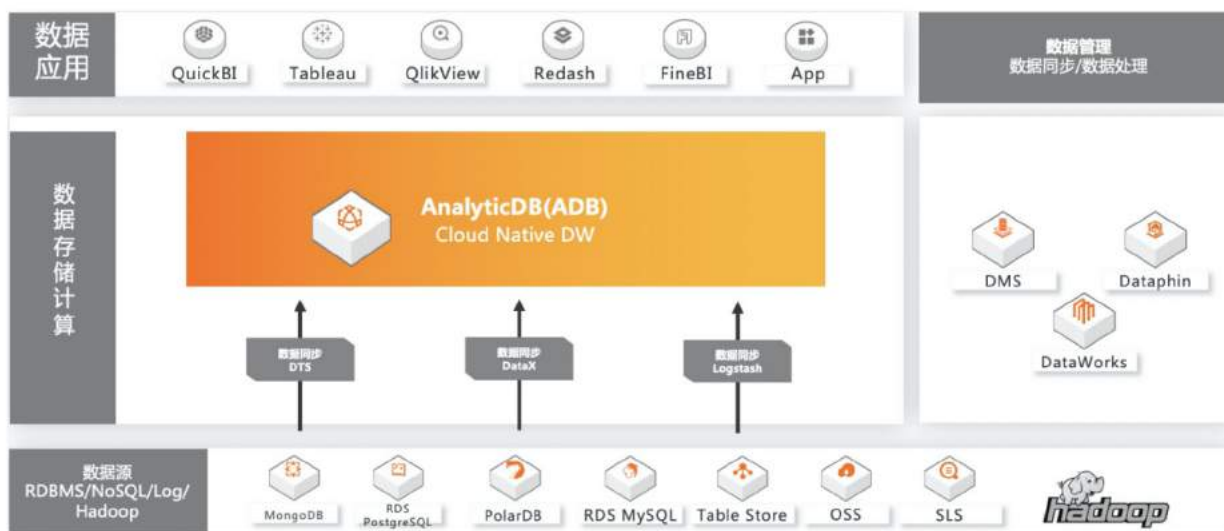 数据
应用
QuickBI
Tableau
QlikView
Redash
FineBI
App
数据管理
数据同步/数据处理
数据存储计算
AnalyticDB(ADB)
Cloud Native DW
数据同步
DTS
数据同步
DataX
数据同步
Logstash
DMS
Dataphin
DataWorks
数据源
RDBMS/NoSQL/Log/
Hadoop
MongoDB
RDS
PostgreSQL
PolarDB
RDS MySQL
Table Store
OSS
SLS
hadoop